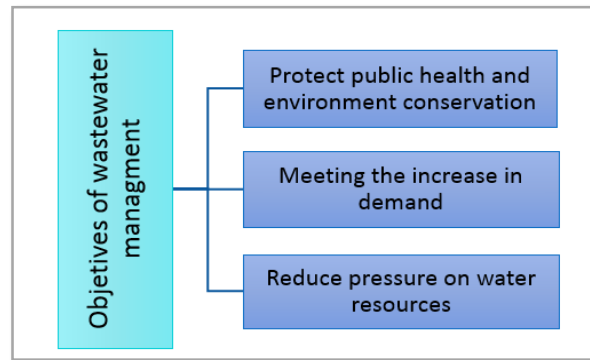 Objetives of wastewater
managment
Protect public health and
environment conservation
Meeting the increase in
demand
Reduce pressure on water
resources